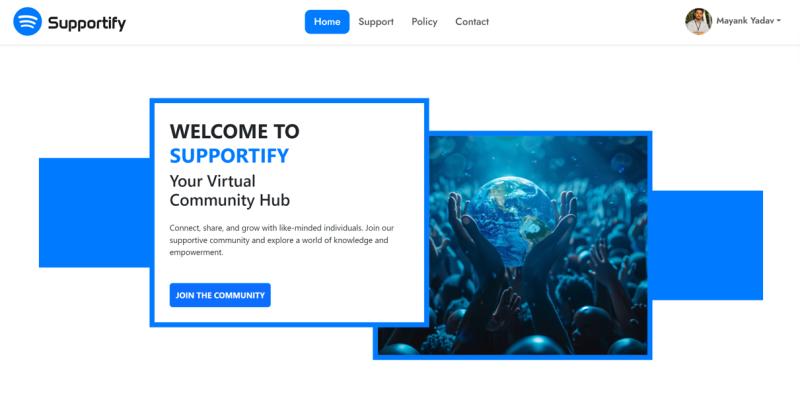 Supportify
Home Support Policy Contact
Mayank Yadav
WELCOME TO
SUPPORTIFY
Your Virtual
Community Hub
Connect, share, and grow with like-minded individuals. Join our
supportive community and explore a world of knowledge and
empowerment.
JOIN THE COMMUNITY